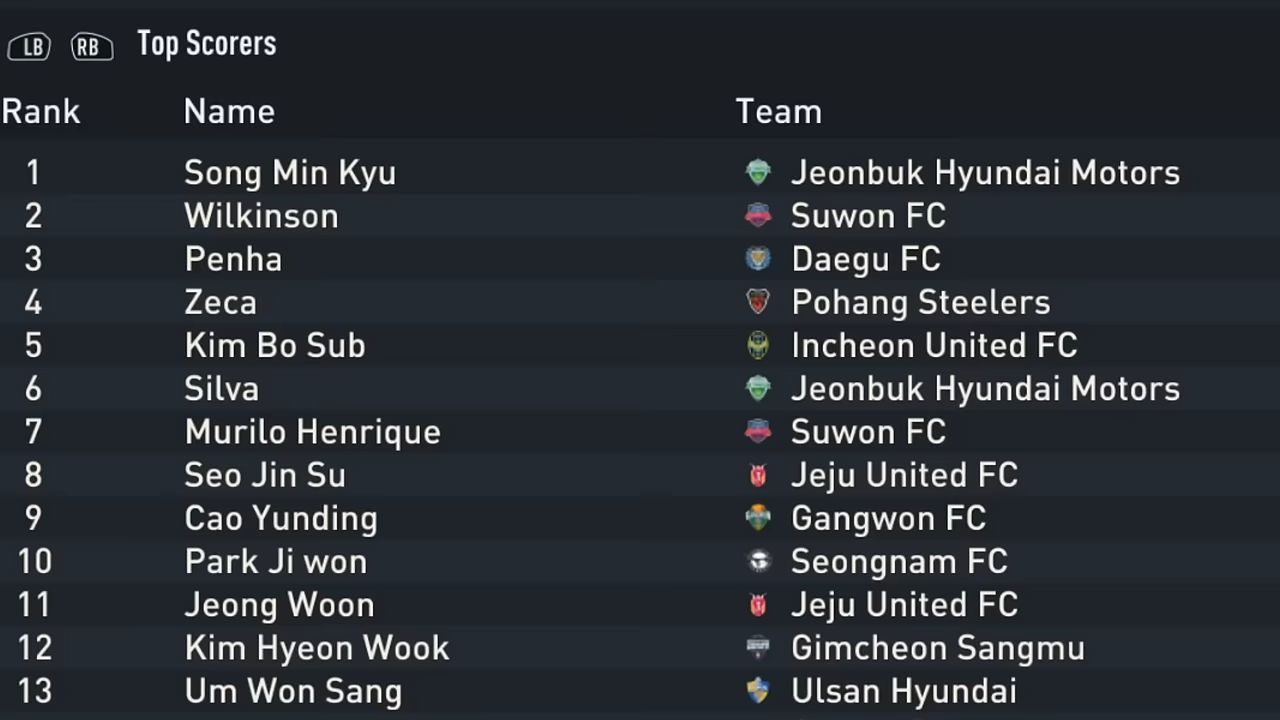 LB RB Top Scorers
Rank Name Team
1 Song Min Kyu Jeonbuk Hyundai Motors
2 Wilkinson Suwon FC
3 Penha Daegu FC
4 Zeca Pohang Steelers
5 Kim Bo Sub Incheon United FC
6 Silva Jeonbuk Hyundai Motors
7 Murilo Henrique Suwon FC
8 Seo Jin Su Jeju United FC
9 Cao Yunding Gangwon FC
10 Park Ji won Seongnam FC
11 Jeong Woon Jeju United FC
12 Kim Hyeon Wook Gimcheon Sangmu
13 Um Won Sang Ulsan Hyundai